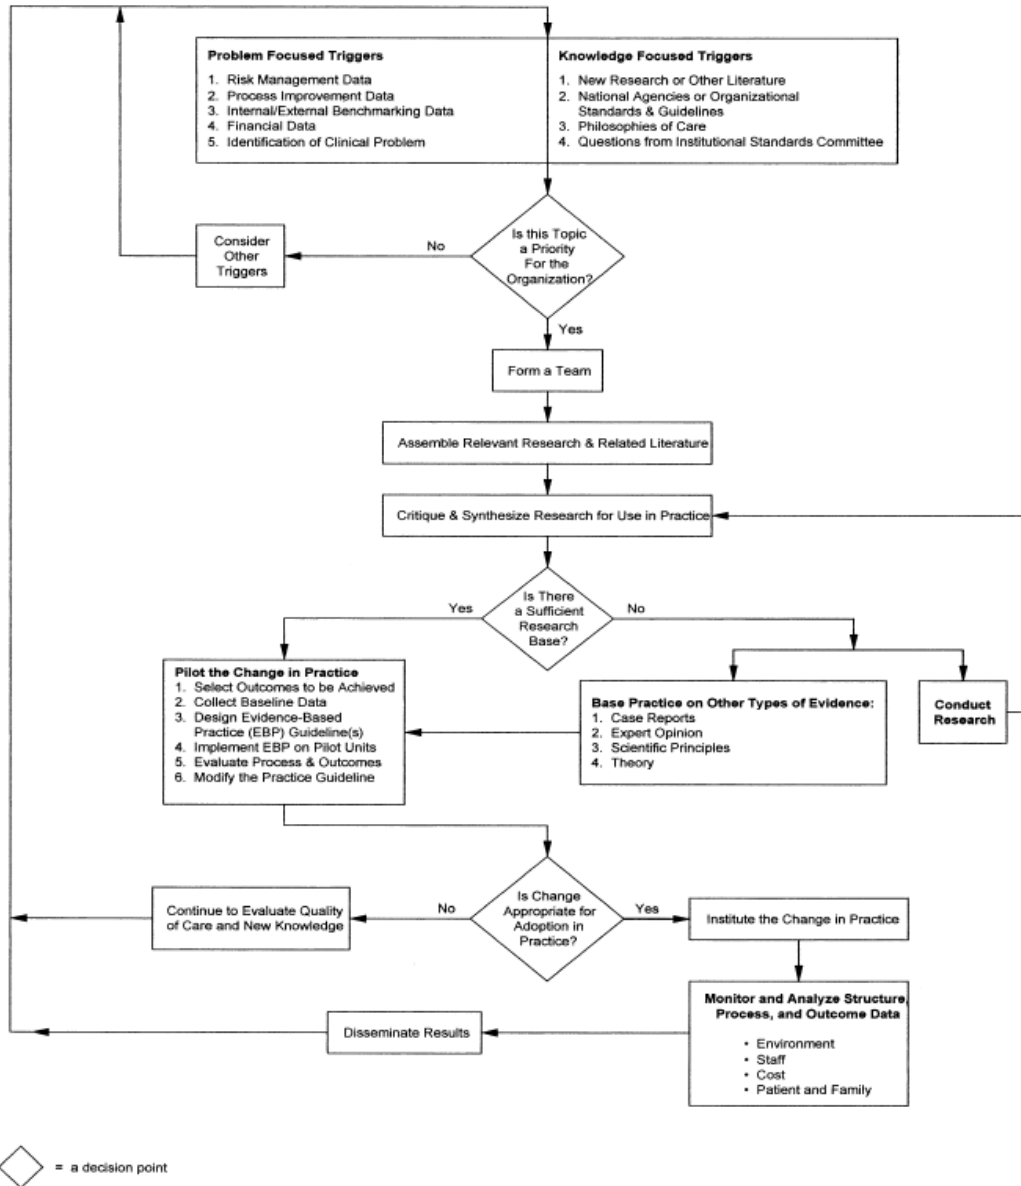 Problem Focused Triggers
1. Risk Management Data
2. Process Improvement Data
3. Internal/External Benchmarking Data
4. Financial Data
5. Identification of Clinical Problem
Knowledge Focused Triggers
1. New Research or Other Literature
2. National Agencies or Organizational
Standards & Guidelines
3. Philosophies of Care
4. Questions from Institutional Standards Committee
Consider
Other
Triggers
No
Is this Topic
a Priority
For the
Organization?
Yes
Form a Team
Assemble Relevant Research & Related Literature
Critique & Synthesize Research for Use in Practice
Yes
Is There
a Sufficient
Research
Base?
No
Pilot the Change in Practice
1. Select Outcomes to be Achieved
2. Collect Baseline Data
3. Design Evidence-Based
Practice (EBP) Guideline(s)
4. Implement EBP on Pilot Units
5. Evaluate Process & Outcomes
6. Modify the Practice Guideline
Base Practice on Other Types of Evidence:
1. Case Reports
2. Expert Opinion
3. Scientific Principles
4. Theory
Conduct
Research
Continue to Evaluate Quality
of Care and New Knowledge
No
Is Change
Appropriate for
Adoption in
Practice?
Yes
Institute the Change in Practice
Monitor and Analyze Structure,
Process, and Outcome Data
• Environment
• Staff
• Cost
• Patient and Family
Disseminate Results
= a decision point